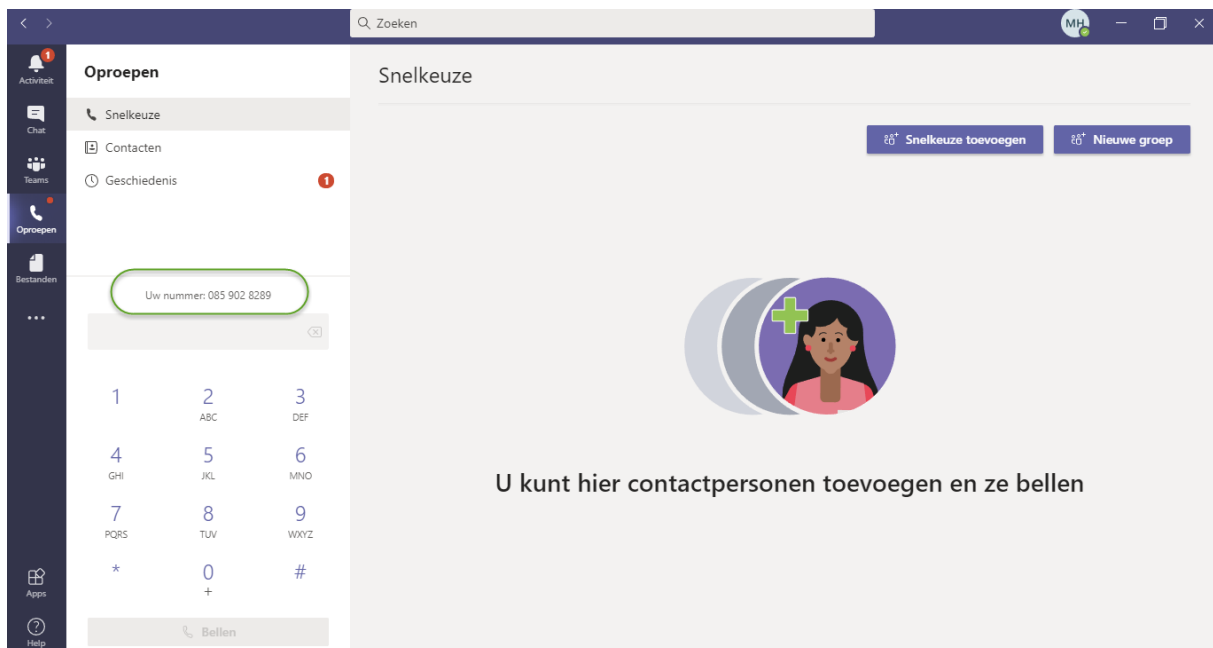 Zoeken
MH
Activiteit
1
Chat
Teams
Oproepen
Bestanden
Apps
Help
Oproepen
Snelkeuze
Contacten
Geschiedenis 1
Uw nummer: 085 902 8289
1 2 3
ABC DEF
4 5 6
GHI JKL MNO
7 8 9
PQRS TUV WXYZ
* 0 #
+
Bellen
Snelkeuze
Snelkeuze toevoegen Nieuwe groep
U kunt hier contactpersonen toevoegen en ze bellen